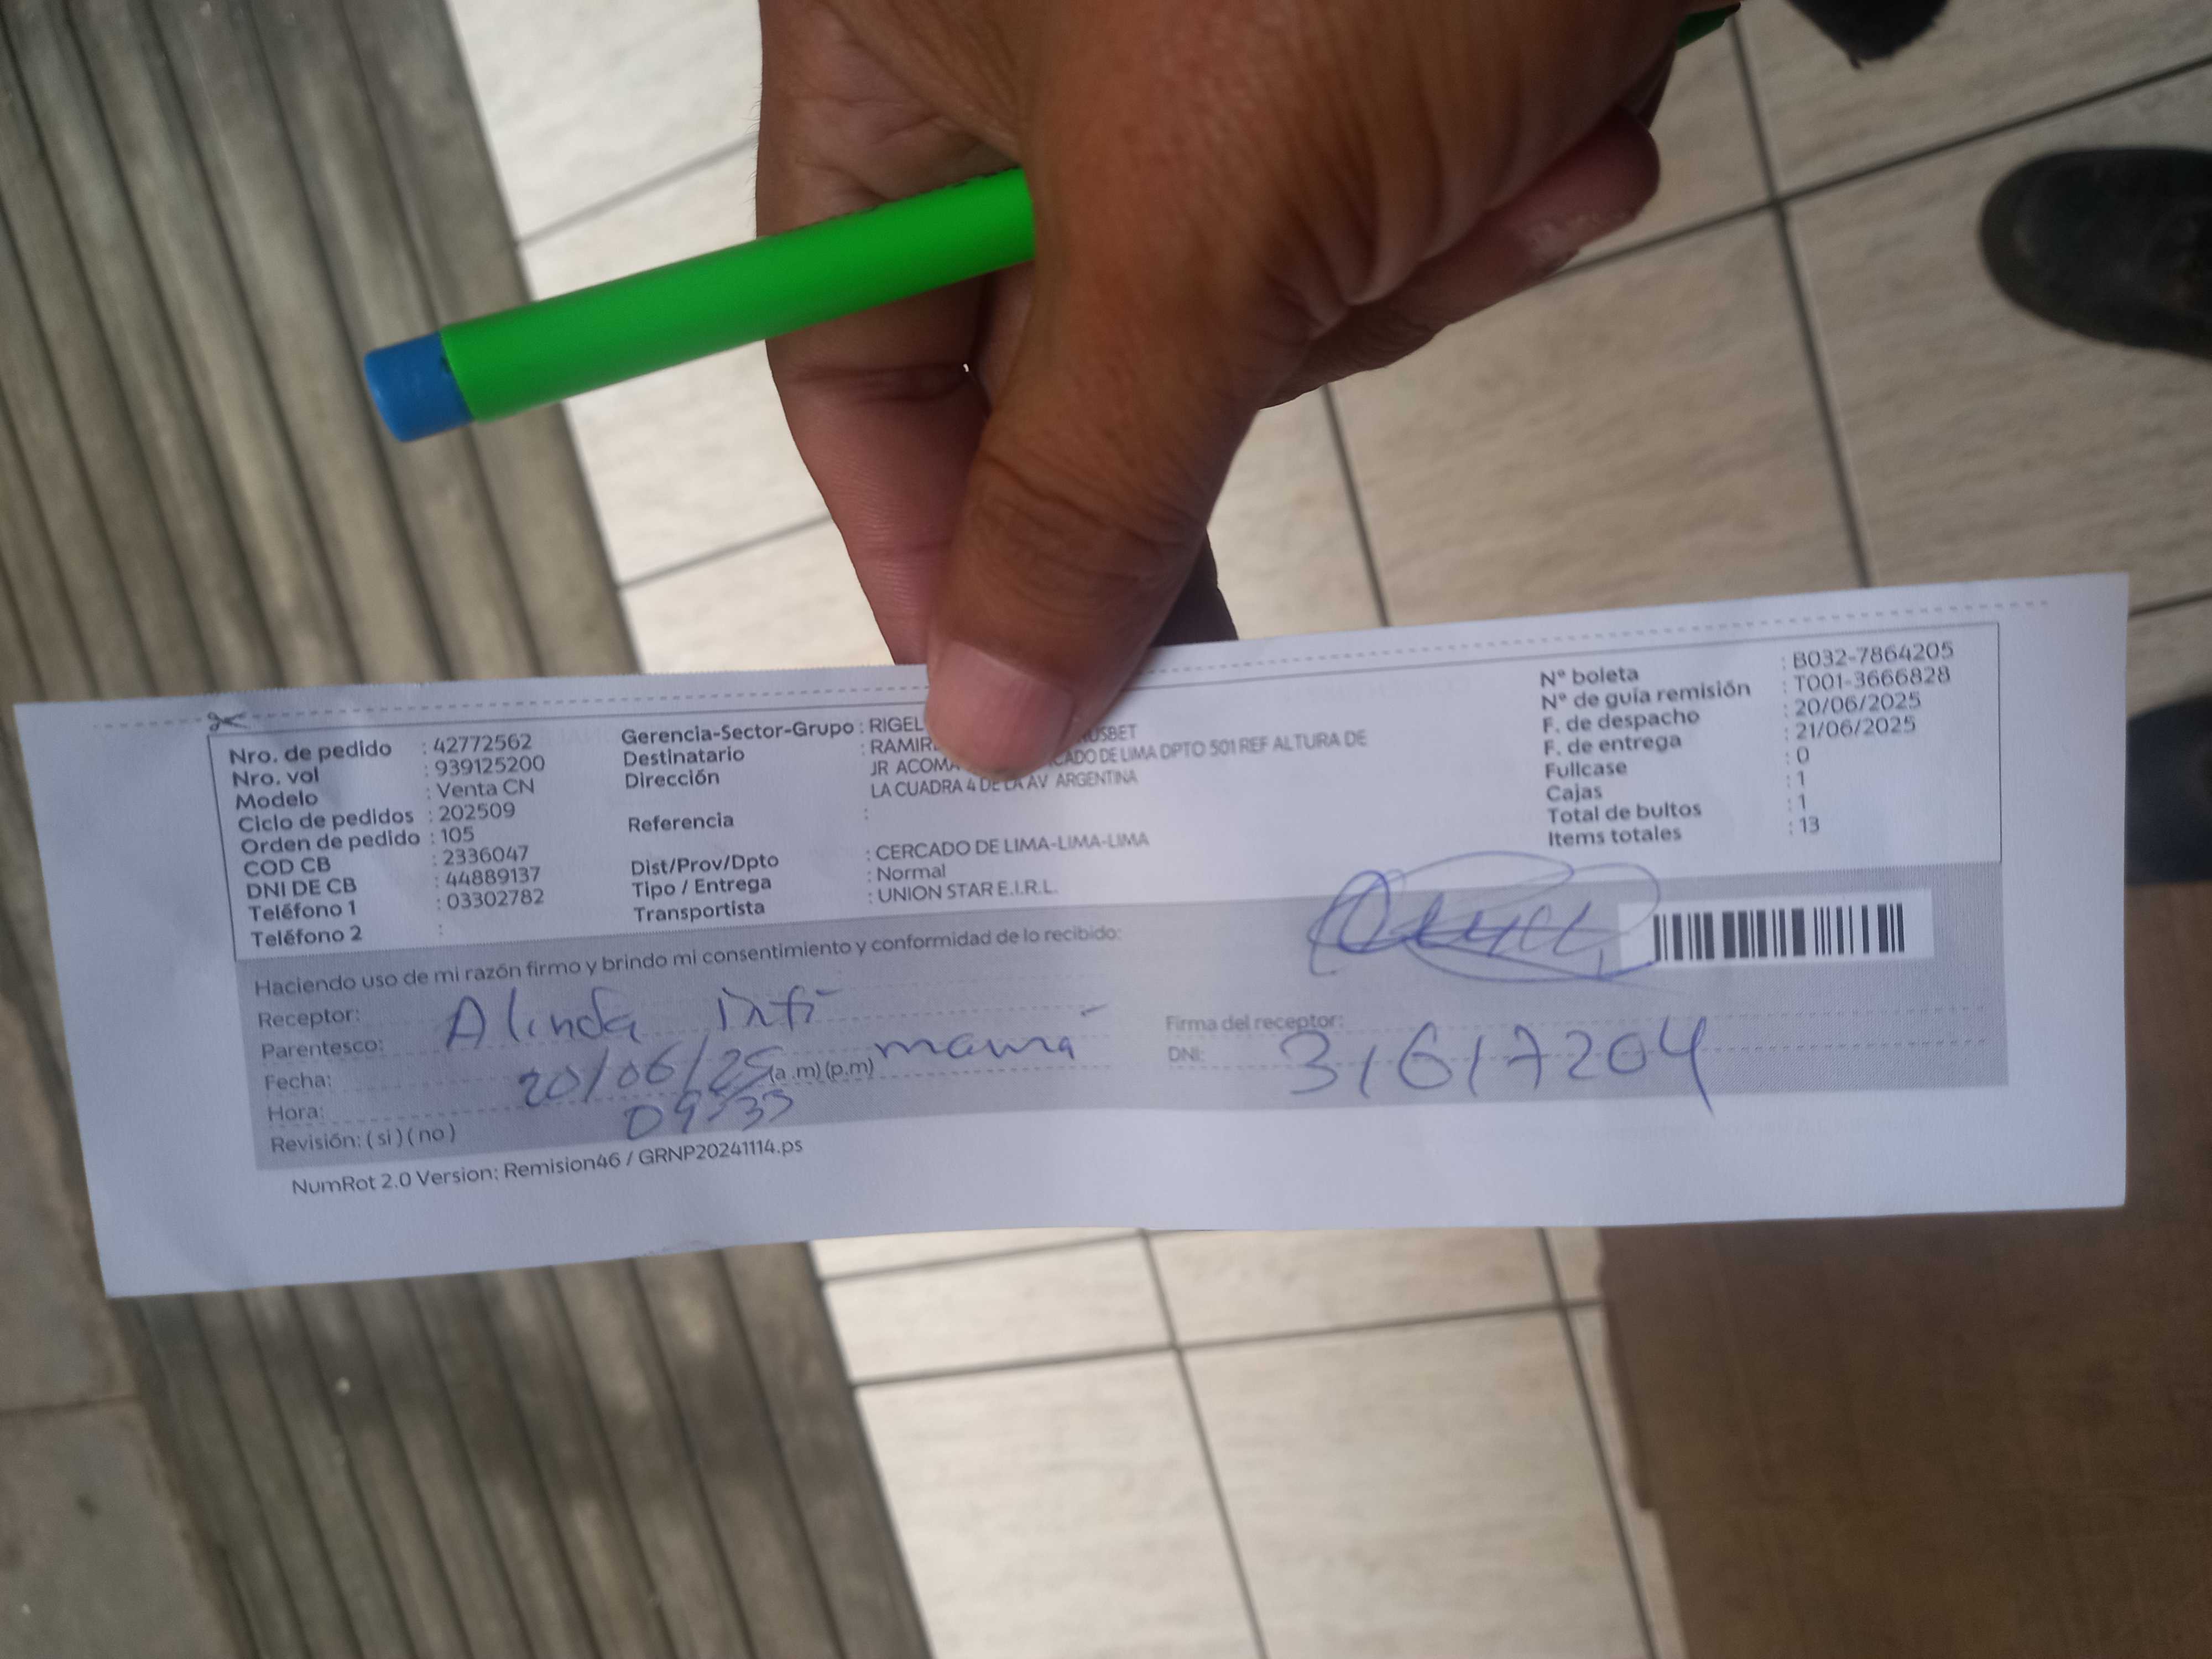 Nro. de pedido : 42772562
Nro. vol : 939125200
Modelo : Venta CN
Ciclo de pedidos : 202509
Orden de pedido : 105
COD CB : 2336047
DNI DE CB : 44889137
Teléfono 1 : 03302782
Teléfono 2 :
Gerencia-Sector-Grupo : RIGEL
Destinatario : RAMIR
Dirección JR ACOMA DE LIMA DPTO 501 REF ALTURA DE
LA CUADRA 4 DE LA AV ARGENTINA
Referencia :
Dist/Prov/Dpto : CERCADO DE LIMA-LIMA-LIMA
Tipo / Entrega : Normal
Transportista : UNION STAR E.I.R.L.
N° boleta : B032-7864205
N° de guía remisión : T001-3666828
F. de despacho : 20/06/2025
F. de entrega : 21/06/2025
Fullcase : 0
Cajas : 1
Total de bultos : 1
Items totales : 13
Haciendo uso de mi razón firmo y brindo mi consentimiento y conformidad de lo recibido:
Receptor: Alinda Inti
Parentesco: mamá
Fecha: 20/06/25 (a .m) (p.m)
Hora: 09:33
Revisión: ( si ) ( no )
Firma del receptor:
DNI: 31617204
NumRot 2.0 Version: Remision46 / GRNP20241114.ps